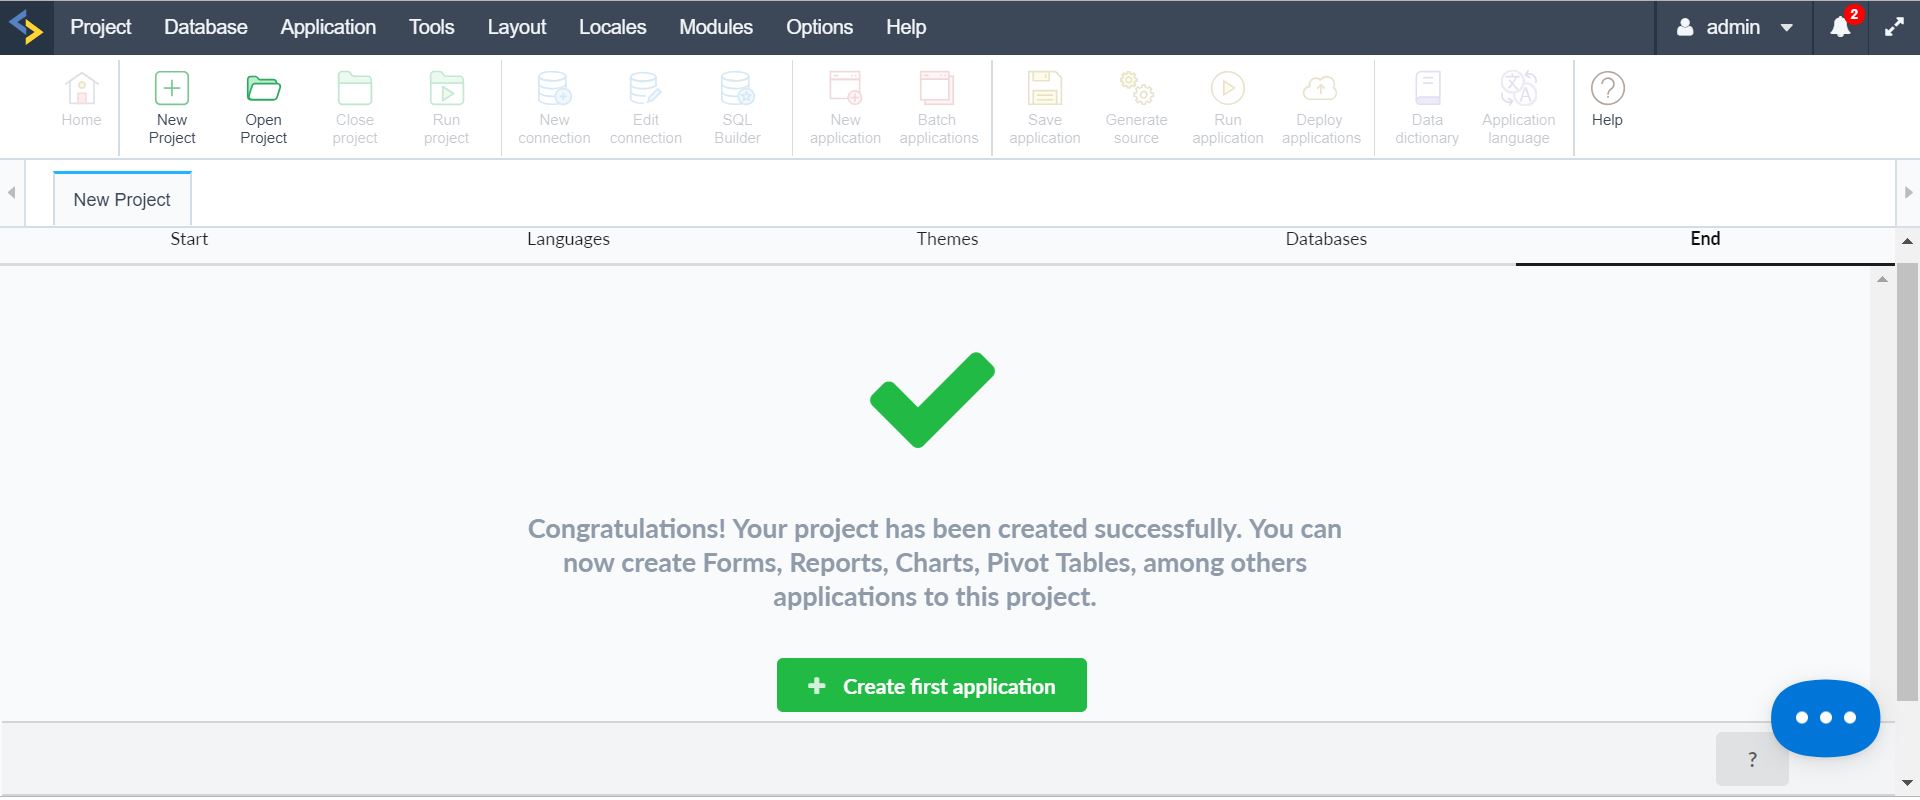 Project Database Application Tools Layout Locales Modules Options Help admin 2
Home New Project Open Project Close project Run project New connection Edit connection SQL Builder New application Batch applications Save application Generate source Run application Deploy applications Data dictionary Application language Help
New Project
Start Languages Themes Databases End
Congratulations! Your project has been created successfully. You can
now create Forms, Reports, Charts, Pivot Tables, among others
applications to this project.
+ Create first application
?